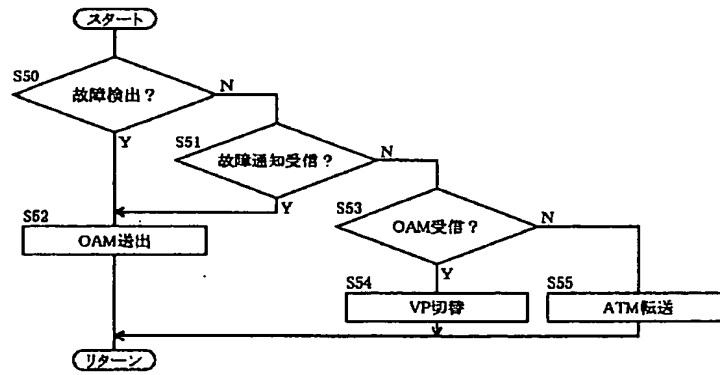 スタート
S50
故障検出？
N
Y
S51
故障通知受信？
N
Y
S52
OAM送出
S53
OAM受信？
N
Y
S54
VP切替
S55
ATM転送
リターン